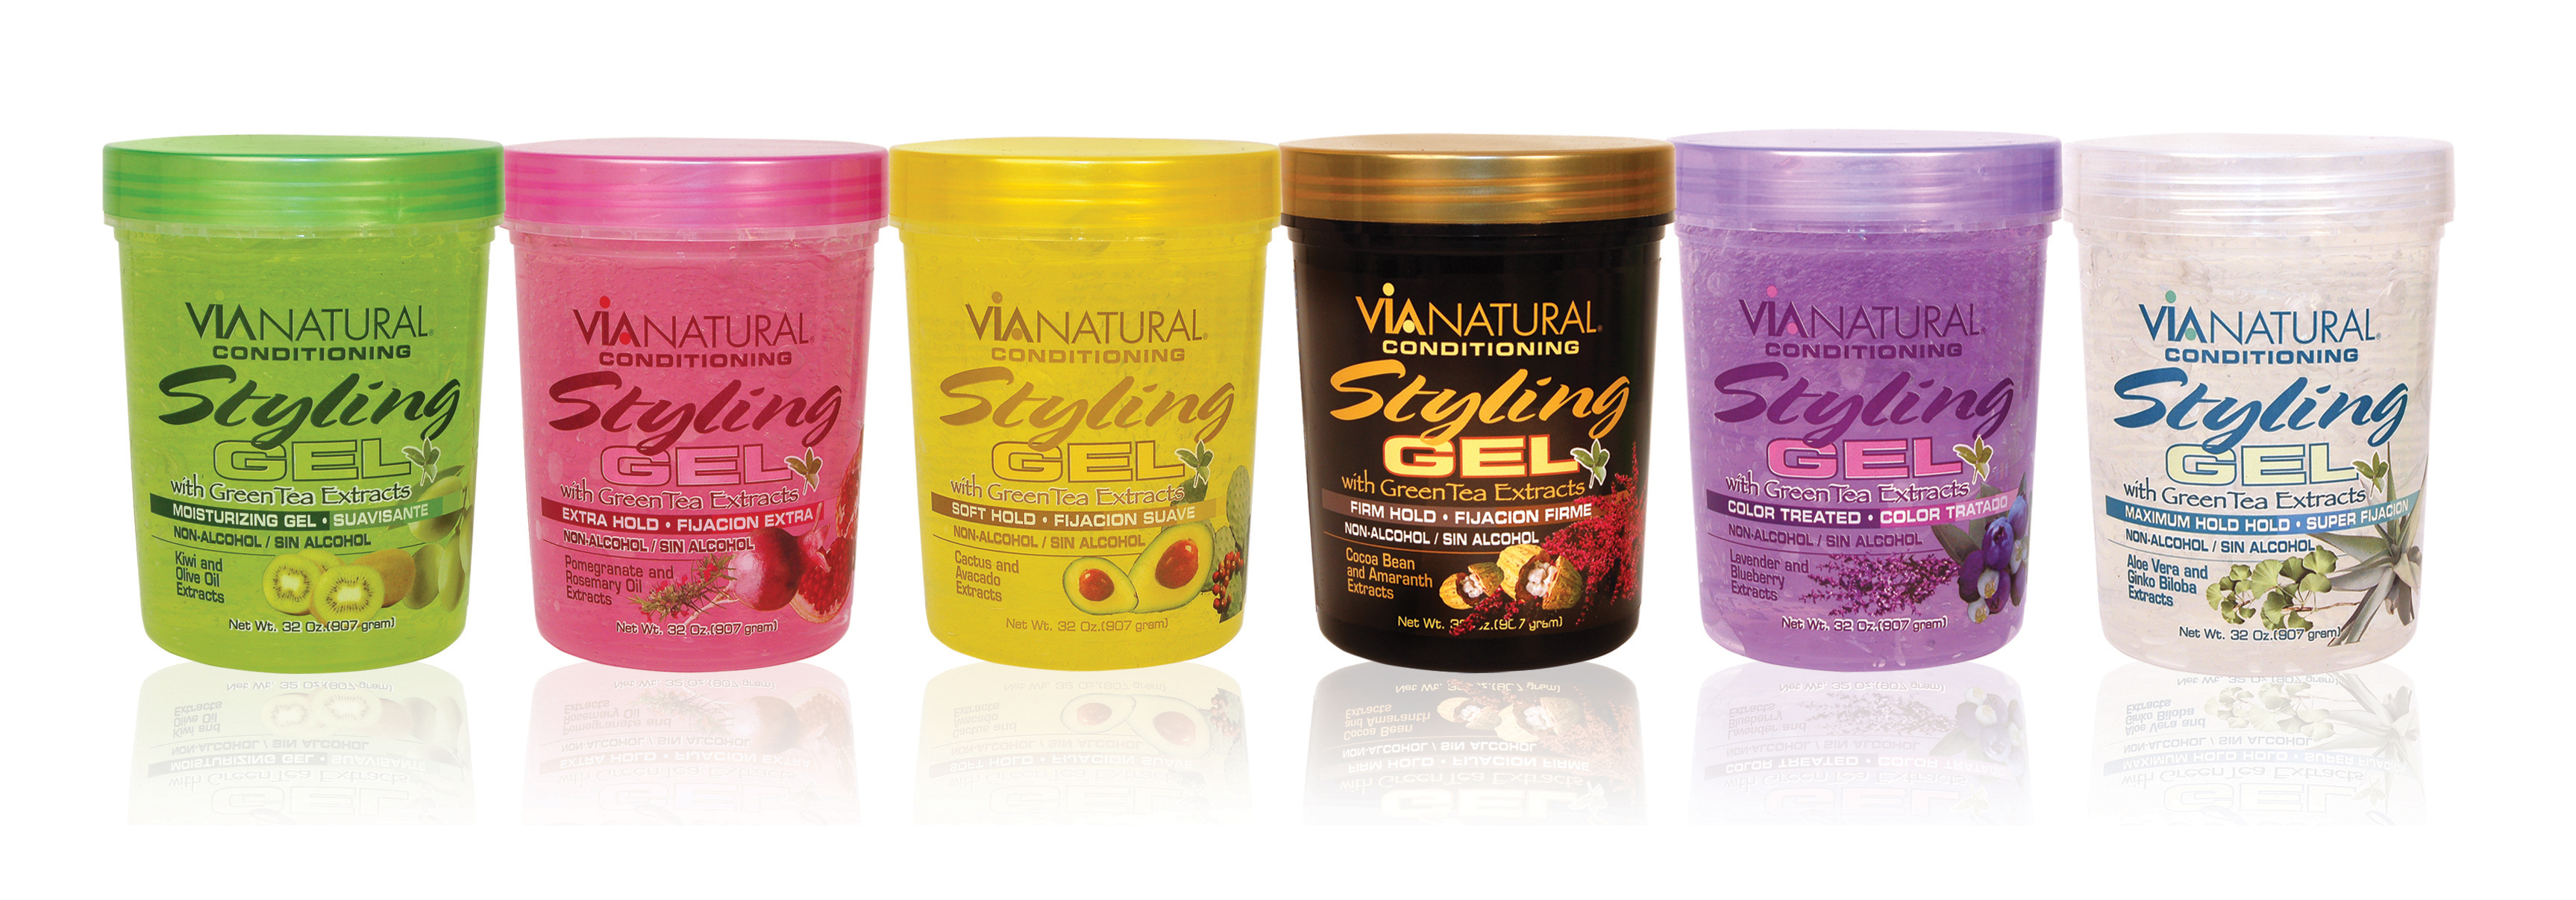 VIANATURAL®
CONDITIONING
Styling
GEL
with Green Tea Extracts
MOISTURIZING GEL • SUAVISANTE
NON-ALCOHOL / SIN ALCOHOL
Kiwi and
Olive Oil
Extracts
Net Wt. 32 Oz.(907 gram)
VIANATURAL®
CONDITIONING
Styling
GEL
with Green Tea Extracts
EXTRA HOLD • FIJACION EXTRA
NON-ALCOHOL / SIN ALCOHOL
Pomegranate and
Rosemary Oil
Extracts
Net Wt. 32 Oz.(907 gram)
VIANATURAL®
CONDITIONING
Styling
GEL
with Green Tea Extracts
SOFT HOLD • FIJACION SUAVE
NON-ALCOHOL / SIN ALCOHOL
Cactus and
Avacado
Extracts
Net Wt. 32 Oz.(907 gram)
VIANATURAL®
CONDITIONING
Styling
GEL
with Green Tea Extracts
FIRM HOLD • FIJACION FIRME
NON-ALCOHOL / SIN ALCOHOL
Cocoa Bean
and Amaranth
Extracts
Net Wt.
VIANATURAL®
CONDITIONING
Styling
GEL
with Green Tea Extracts
COLOR TREATED • COLOR TRATADO
NON-ALCOHOL / SIN ALCOHOL
Lavender and
Blueberry
Extracts
Net Wt. 32 Oz.(907 gram)
VIANATURAL®
CONDITIONING
Styling
GEL
with Green Tea Extracts
MAXIMUM HOLD HOLD • SUPER FIJACION
NON-ALCOHOL / SIN ALCOHOL
Aloe Vera and
Ginko Biloba
Extracts
Net Wt. 32 Oz.(907 gram)